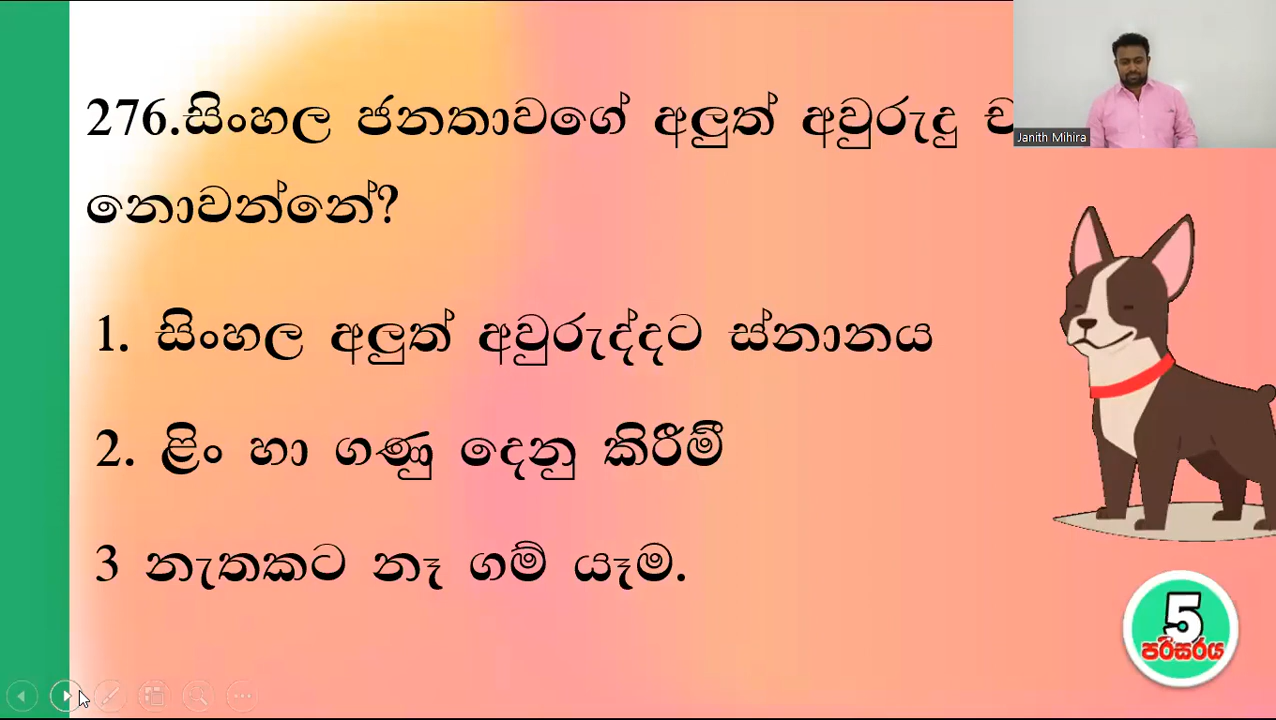 276.සිංහල ජනතාවගේ අලුත් අවුරුදු
නොවන්නේ?
Janith Mihira
1. සිංහල අලුත් අවුරුද්දට ස්නානය
2. ළිං හා ගණු දෙනු කිරීමී
3 නැතකට නෑ ගම් යෑම.
5
පරිසරය